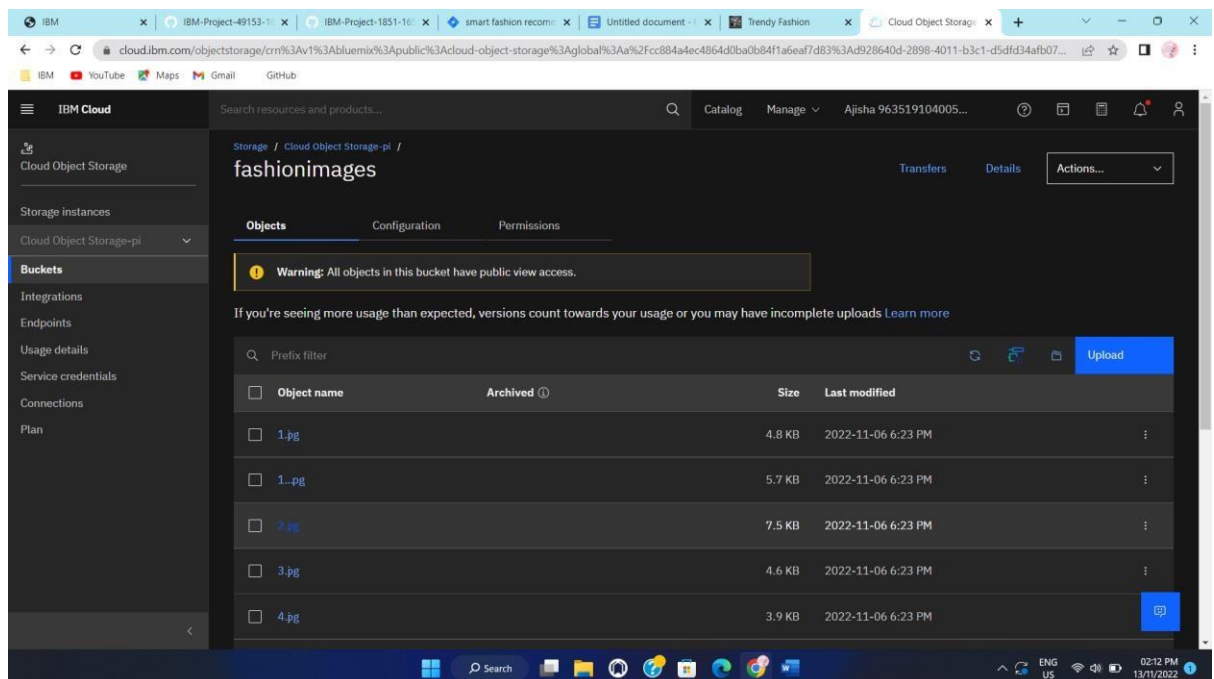 IBM
IBM-Project-49153-1
IBM-Project-1851-16
smart fashion recom
Untitled document -
Trendy Fashion
Cloud Object Storage
cloud.ibm.com/objectstorage/crn%3Av1%3Abluemix%3Apublic%3Acloud-object-storage%3Aglobal%3Aa%2Fcc884a4ec4864d0ba0b84f1a6eaf7d83%3Ad928640d-2898-4011-b3c1-d5dfd34afb07...
IBM YouTube Maps Gmail GitHub
IBM Cloud Search resources and products... Catalog Manage Ajisha 963519104005...
Cloud Object Storage
Storage instances
Cloud Object Storage-pi
Buckets
Integrations
Endpoints
Usage details
Service credentials
Connections
Plan
Storage / Cloud Object Storage-pi /
fashionimages
Transfers Details Actions...
Objects Configuration Permissions
Warning: All objects in this bucket have public view access.
If you're seeing more usage than expected, versions count towards your usage or you may have incomplete uploads Learn more
Prefix filter Upload
Object name Archived Size Last modified
1.jpg 4.8 KB 2022-11-06 6:23 PM
1...pg 5.7 KB 2022-11-06 6:23 PM
2.jpg 7.5 KB 2022-11-06 6:23 PM
3.jpg 4.6 KB 2022-11-06 6:23 PM
4.jpg 3.9 KB 2022-11-06 6:23 PM
Search
ENG
US
02:12 PM
13/11/2022
1